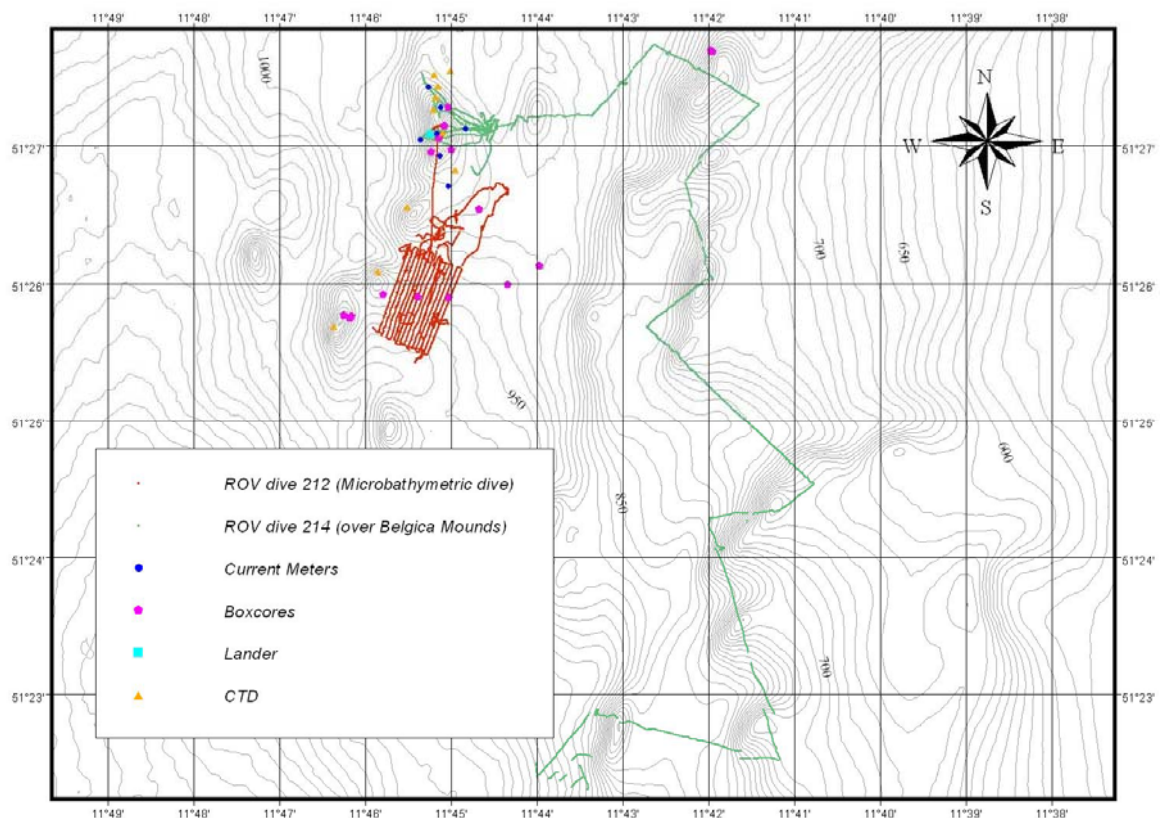 11°49' 11°48' 11°47' 11°46' 11°45' 11°44' 11°43' 11°42' 11°41' 11°40' 11°39' 11°38'
1000
N
51°27' W E 51°27'
S
700 650
51°26' 51°26'
950
51°25' 51°25'
600
ROV dive 212 (Microbathymetric dive)
850
ROV dive 214 (over Belgica Mounds)
51°24' 51°24'
Current Meters
Boxcores
Lander
700
51°23' CTD 51°23'
11°49' 11°48' 11°47' 11°46' 11°45' 11°44' 11°43' 11°42' 11°41' 11°40' 11°39' 11°38'